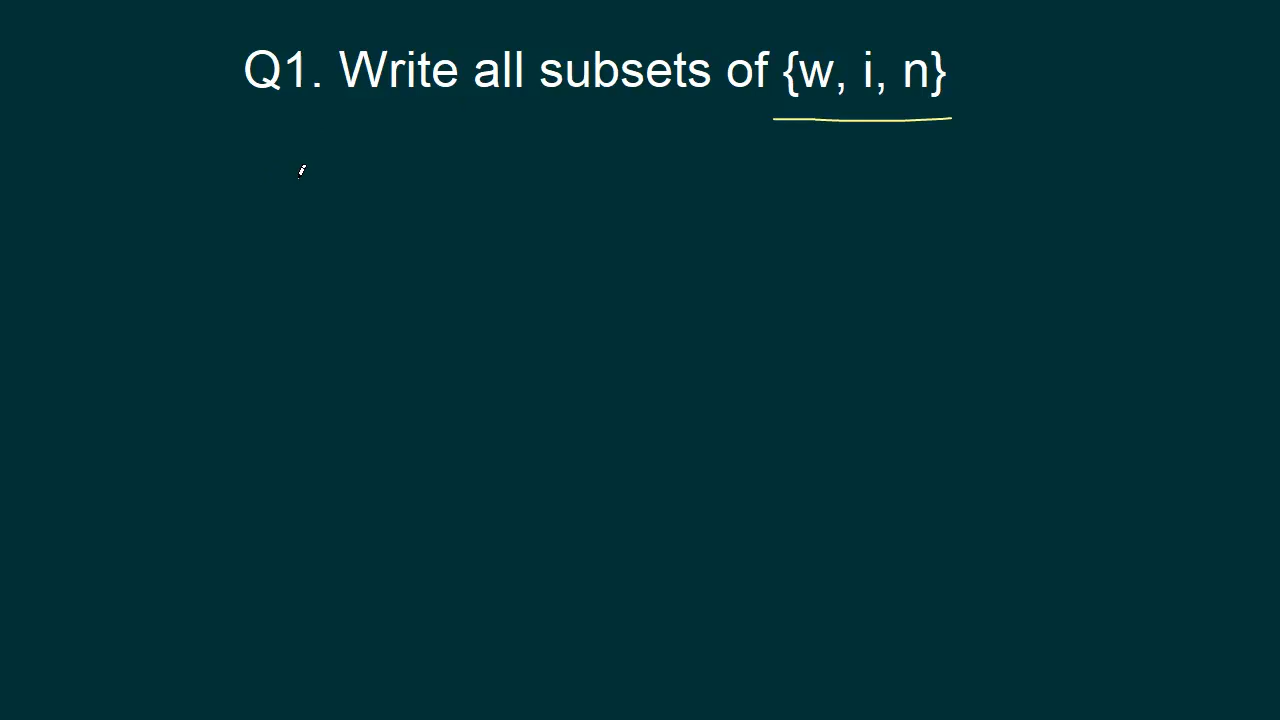 Q1. Write all subsets of {w, i, n}